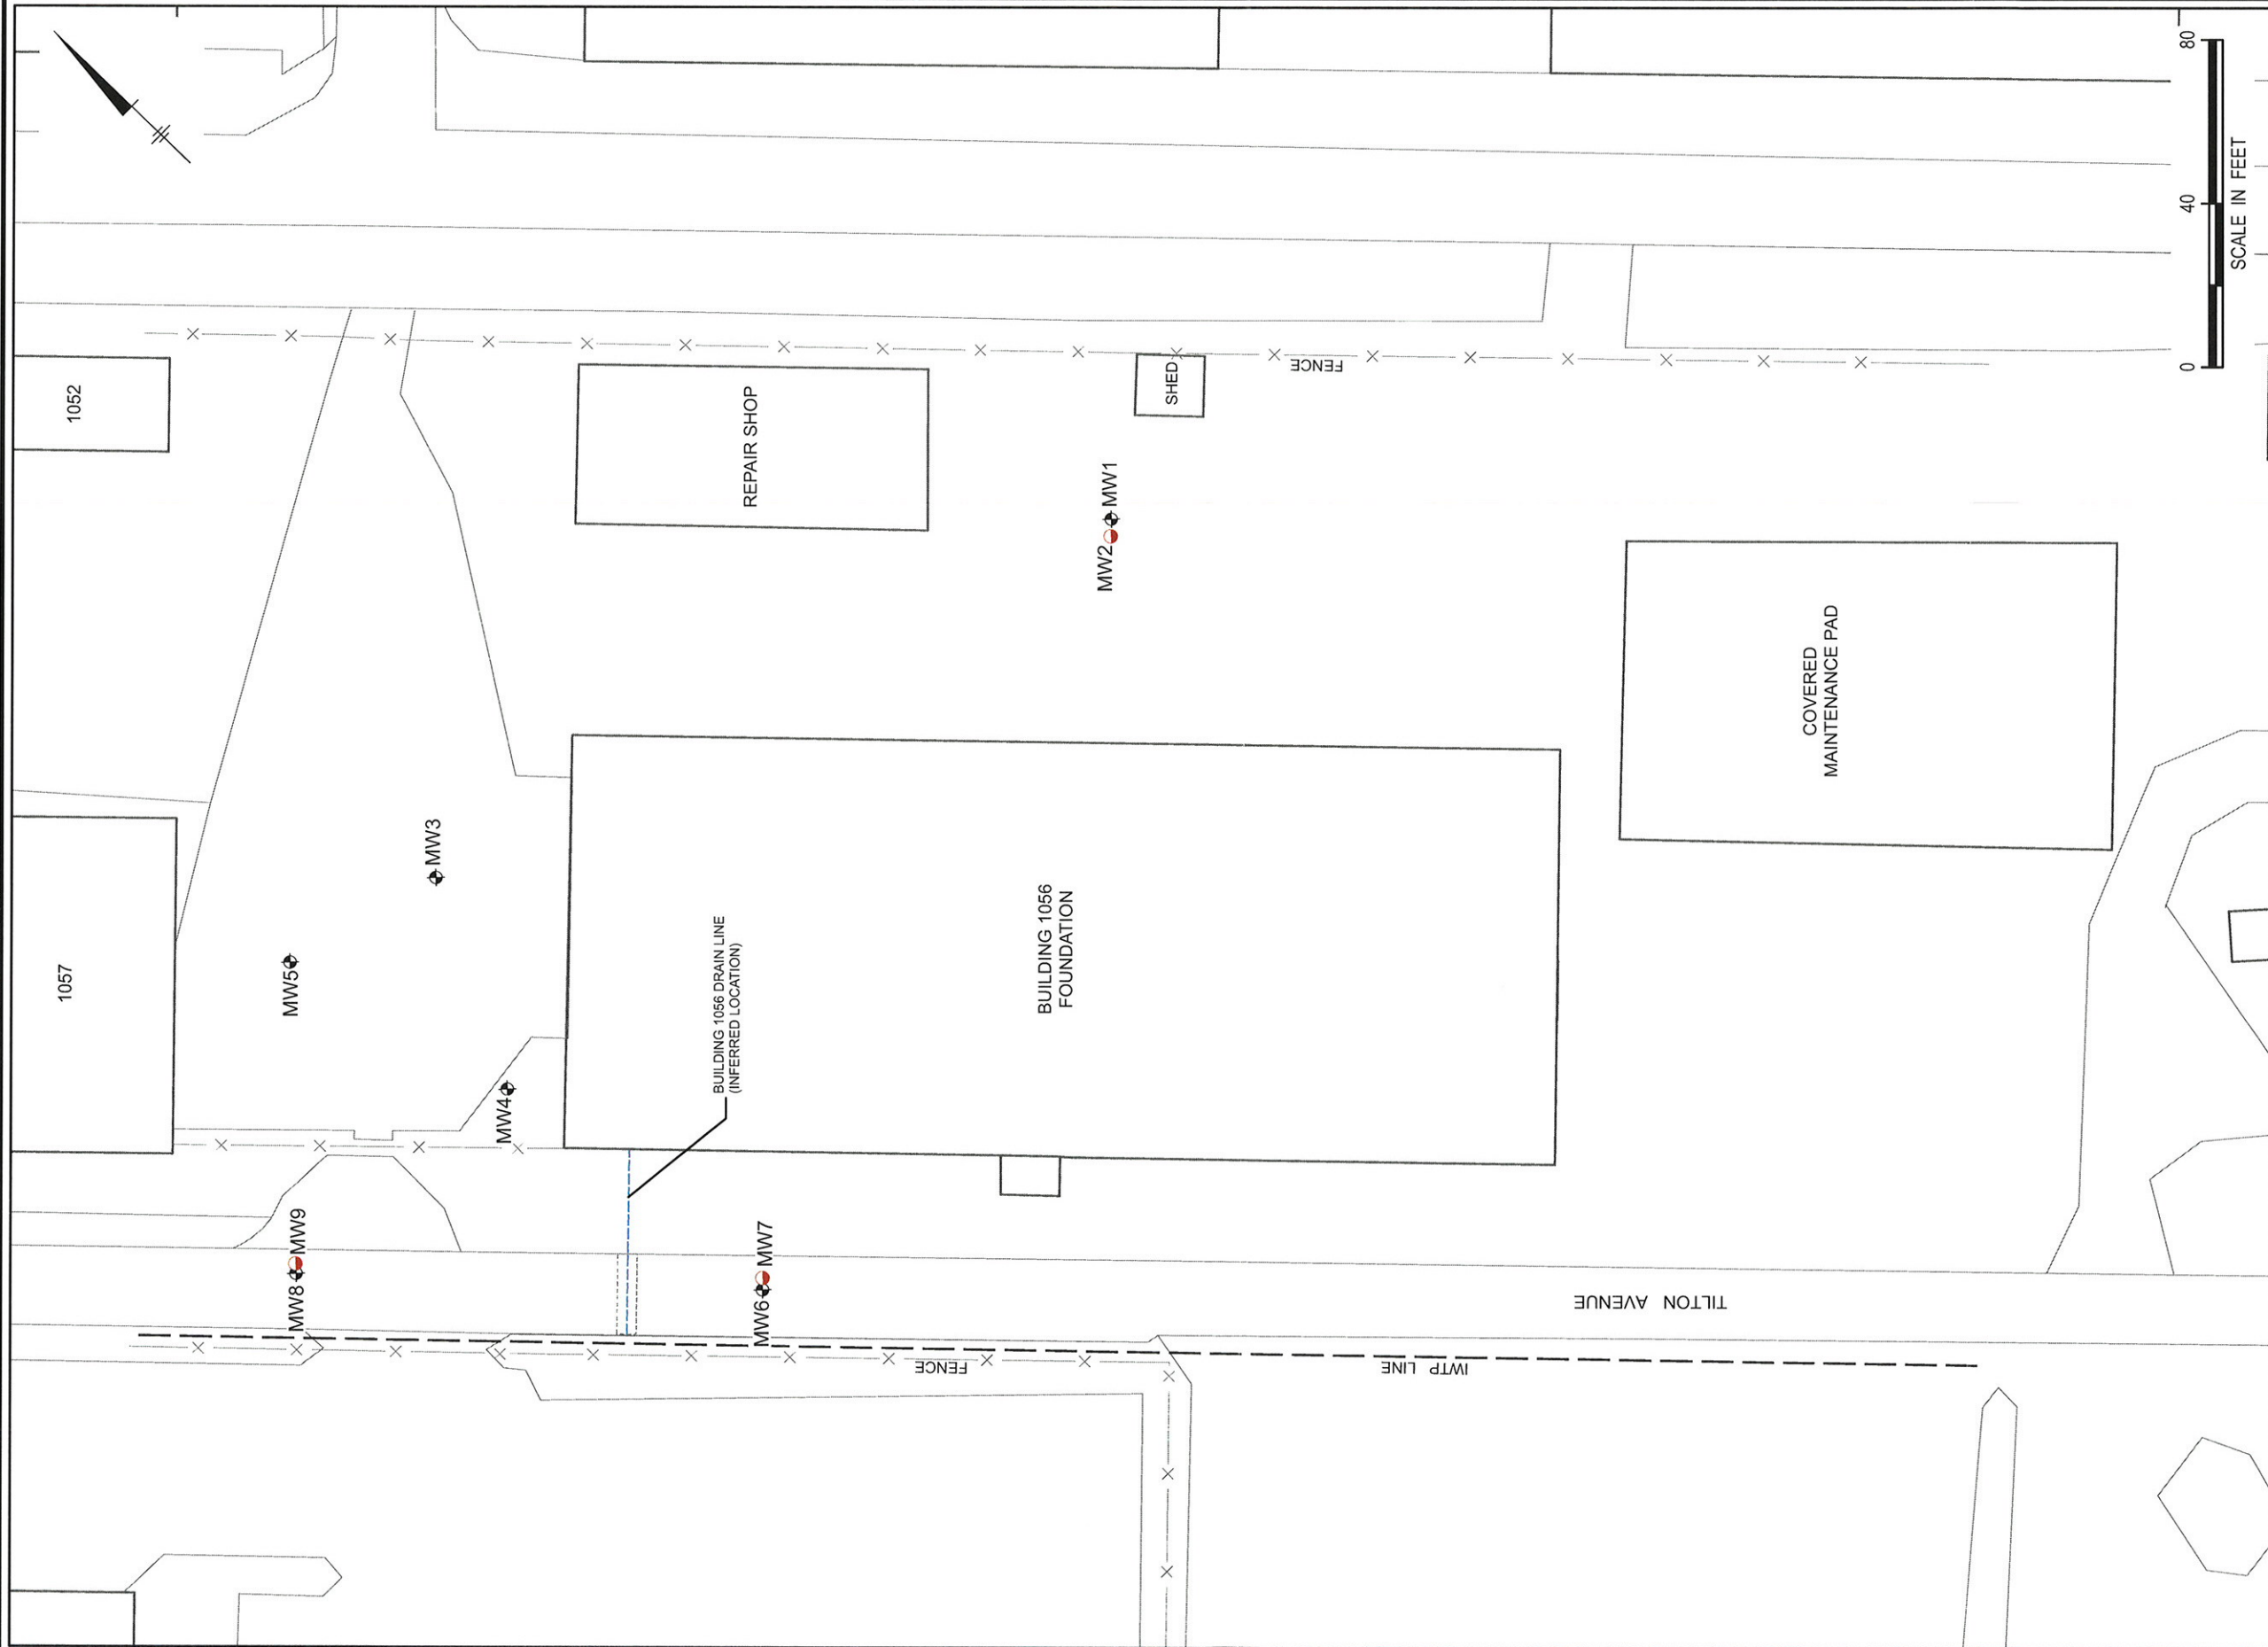 1052
REPAIR SHOP
SHED
FENCE
80
40
0
SCALE IN FEET
MW1
MW2
COVERED
MAINTENANCE PAD
MW3
1057
MW5
BUILDING 1056 DRAIN LINE
(INFERRED LOCATION)
BUILDING 1056
FOUNDATION
MW4
MW9
MW8
MW7
MW6
TILTON AVENUE
FENCE
IWTP LINE